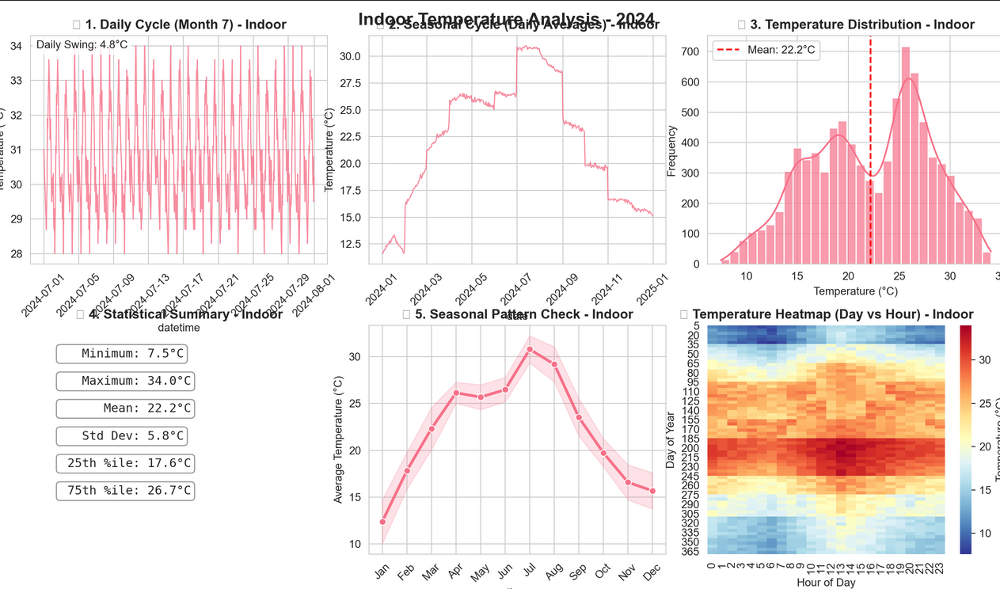 Indoor Temperature Analysis - 2024
1. Daily Cycle (Month 7) - Indoor
Daily Swing: 4.8°C
34
33
32
31
30
29
28
Temperature (°C)
2024-07-01
2024-07-05
2024-07-09
2024-07-13
2024-07-17
2024-07-21
2024-07-25
2024-07-29
2024-08-01
datetime
2. Seasonal Cycle (Daily Averages) - Indoor
30.0
27.5
25.0
22.5
20.0
17.5
15.0
12.5
Temperature (°C)
2024-01
2024-03
2024-05
2024-07
2024-09
2024-11
2025-01
date
3. Temperature Distribution - Indoor
Mean: 22.2°C
700
600
500
400
300
200
100
0
Frequency
10
15
20
25
30
Temperature (°C)
4. Statistical Summary - Indoor
Minimum: 7.5°C
Maximum: 34.0°C
Mean: 22.2°C
Std Dev: 5.8°C
25th %ile: 17.6°C
75th %ile: 26.7°C
5. Seasonal Pattern Check - Indoor
30
25
20
15
10
Average Temperature (°C)
Jan
Feb
Mar
Apr
May
Jun
Jul
Aug
Sep
Oct
Nov
Dec
Temperature Heatmap (Day vs Hour) - Indoor
5
20
35
50
65
80
95
110
125
140
155
170
185
200
215
230
245
260
275
290
305
320
335
350
365
Day of Year
0 1 2 3 4 5 6 7 8 9 10 11 12 13 14 15 16 17 18 19 20 21 22 23
Hour of Day
30
25
20
15
10
Temperature (°C)